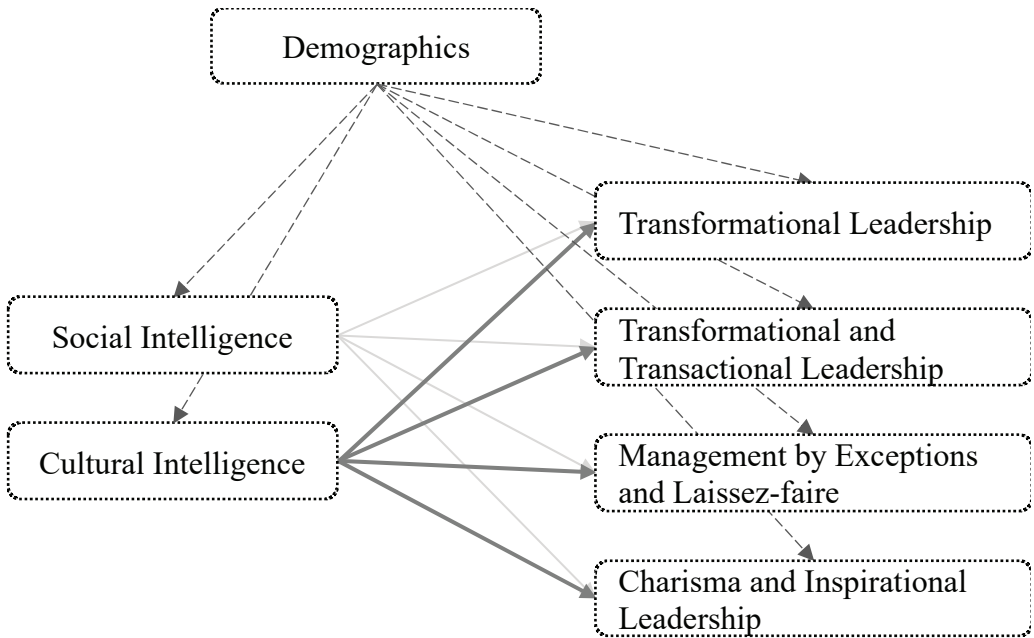 Demographics
Transformational Leadership
Social Intelligence
Transformational and
Transactional Leadership
Cultural Intelligence
Management by Exceptions
and Laissez-faire
Charisma and Inspirational
Leadership